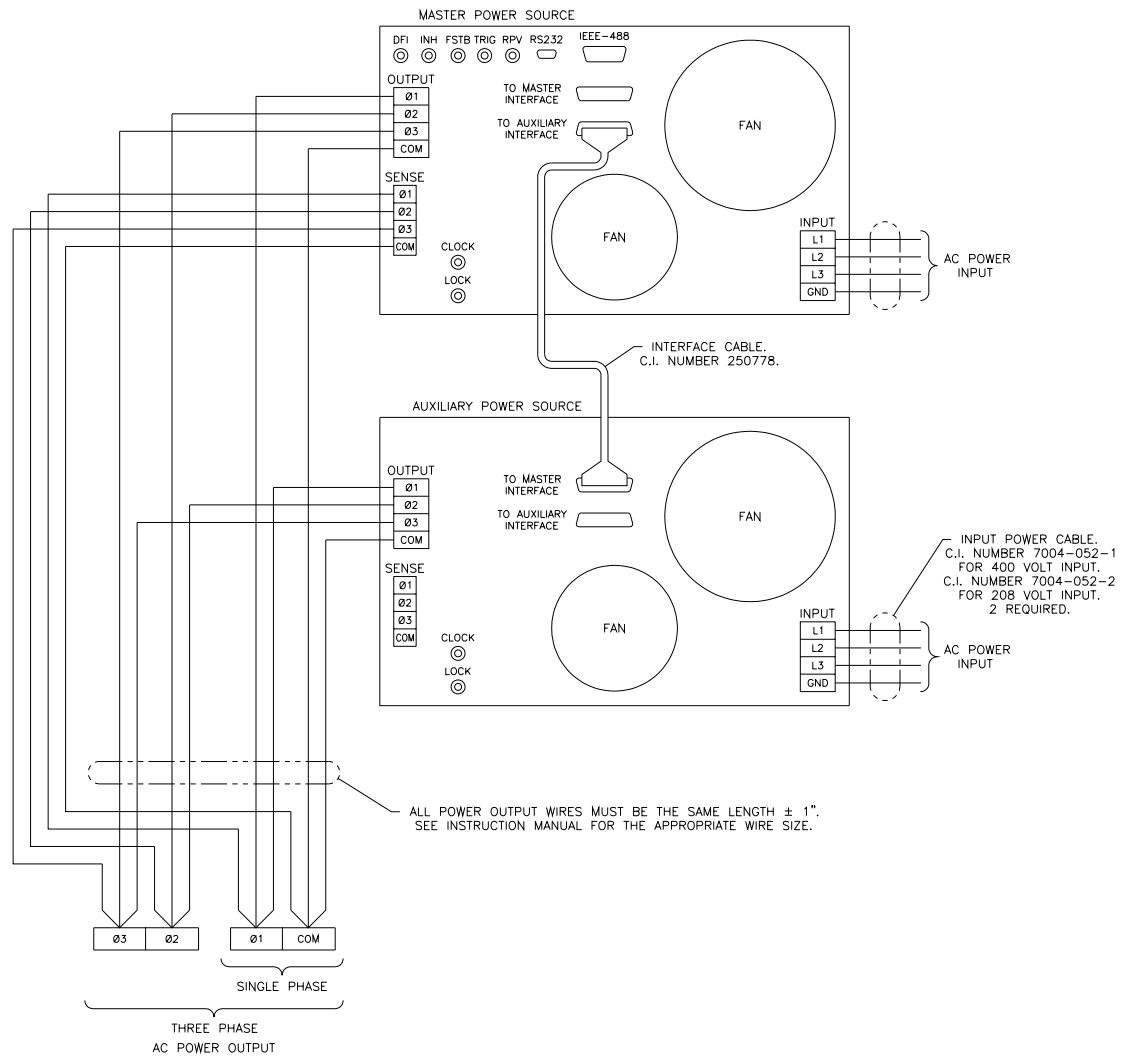 MASTER POWER SOURCE
DFI INH FSTB TRIG RPV RS232 IEEE-488
OUTPUT
Ø1
Ø2
Ø3
COM
TO MASTER
INTERFACE
TO AUXILIARY
INTERFACE
FAN
SENSE
Ø1
Ø2
Ø3
COM
FAN
CLOCK
LOCK
INPUT
L1
L2
L3
GND
AC POWER
INPUT
INTERFACE CABLE.
C.I. NUMBER 250778.
AUXILIARY POWER SOURCE
OUTPUT
Ø1
Ø2
Ø3
COM
TO MASTER
INTERFACE
TO AUXILIARY
INTERFACE
FAN
SENSE
Ø1
Ø2
Ø3
COM
FAN
CLOCK
LOCK
INPUT POWER CABLE.
C.I. NUMBER 7004-052-1
FOR 400 VOLT INPUT.
C.I. NUMBER 7004-052-2
FOR 208 VOLT INPUT.
2 REQUIRED.
INPUT
L1
L2
L3
GND
AC POWER
INPUT
ALL POWER OUTPUT WIRES MUST BE THE SAME LENGTH ± 1".
SEE INSTRUCTION MANUAL FOR THE APPROPRIATE WIRE SIZE.
Ø3 Ø2 Ø1 COM
SINGLE PHASE
THREE PHASE
AC POWER OUTPUT